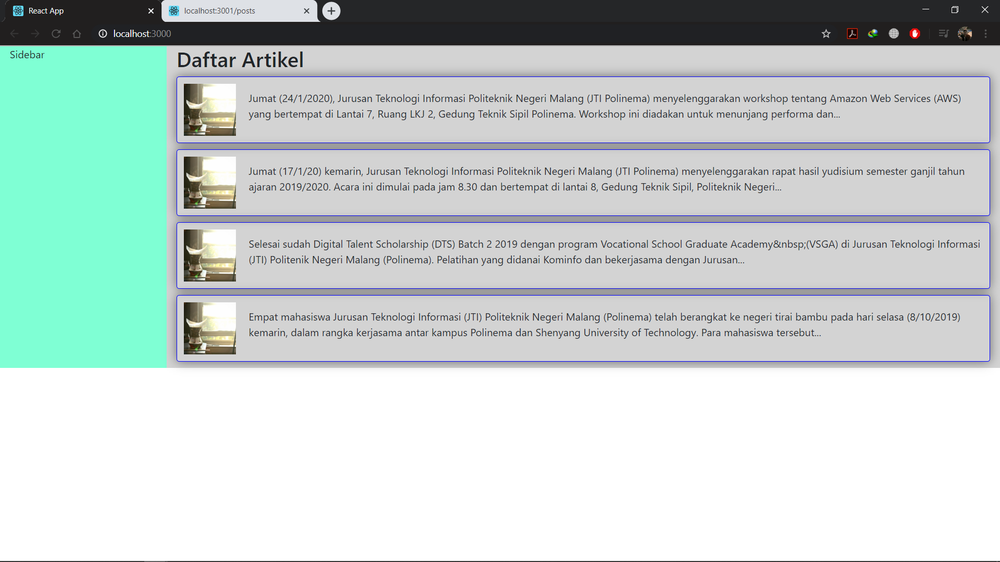 React App
localhost:3001/posts
localhost:3000
Sidebar
Daftar Artikel
Jumat (24/1/2020), Jurusan Teknologi Informasi Politeknik Negeri Malang (JTI Polinema) menyelenggarakan workshop tentang Amazon Web Services (AWS)
yang bertempat di Lantai 7, Ruang LKJ 2, Gedung Teknik Sipil Polinema. Workshop ini diadakan untuk menunjang performa dan...
Jumat (17/1/20) kemarin, Jurusan Teknologi Informasi Politeknik Negeri Malang (JTI Polinema) menyelenggarakan rapat hasil yudisium semester ganjil tahun
ajaran 2019/2020. Acara ini dimulai pada jam 8.30 dan bertempat di lantai 8, Gedung Teknik Sipil, Politeknik Negeri...
Selesai sudah Digital Talent Scholarship (DTS) Batch 2 2019 dengan program Vocational School Graduate Academy&nbsp;(VSGA) di Jurusan Teknologi Informasi
(JTI) Politenik Negeri Malang (Polinema). Pelatihan yang didanai Kominfo dan bekerjasama dengan Jurusan...
Empat mahasiswa Jurusan Teknologi Informasi (JTI) Politeknik Negeri Malang (Polinema) telah berangkat ke negeri tirai bambu pada hari selasa (8/10/2019)
kemarin, dalam rangka kerjasama antar kampus Polinema dan Shenyang University of Technology. Para mahasiswa tersebut...